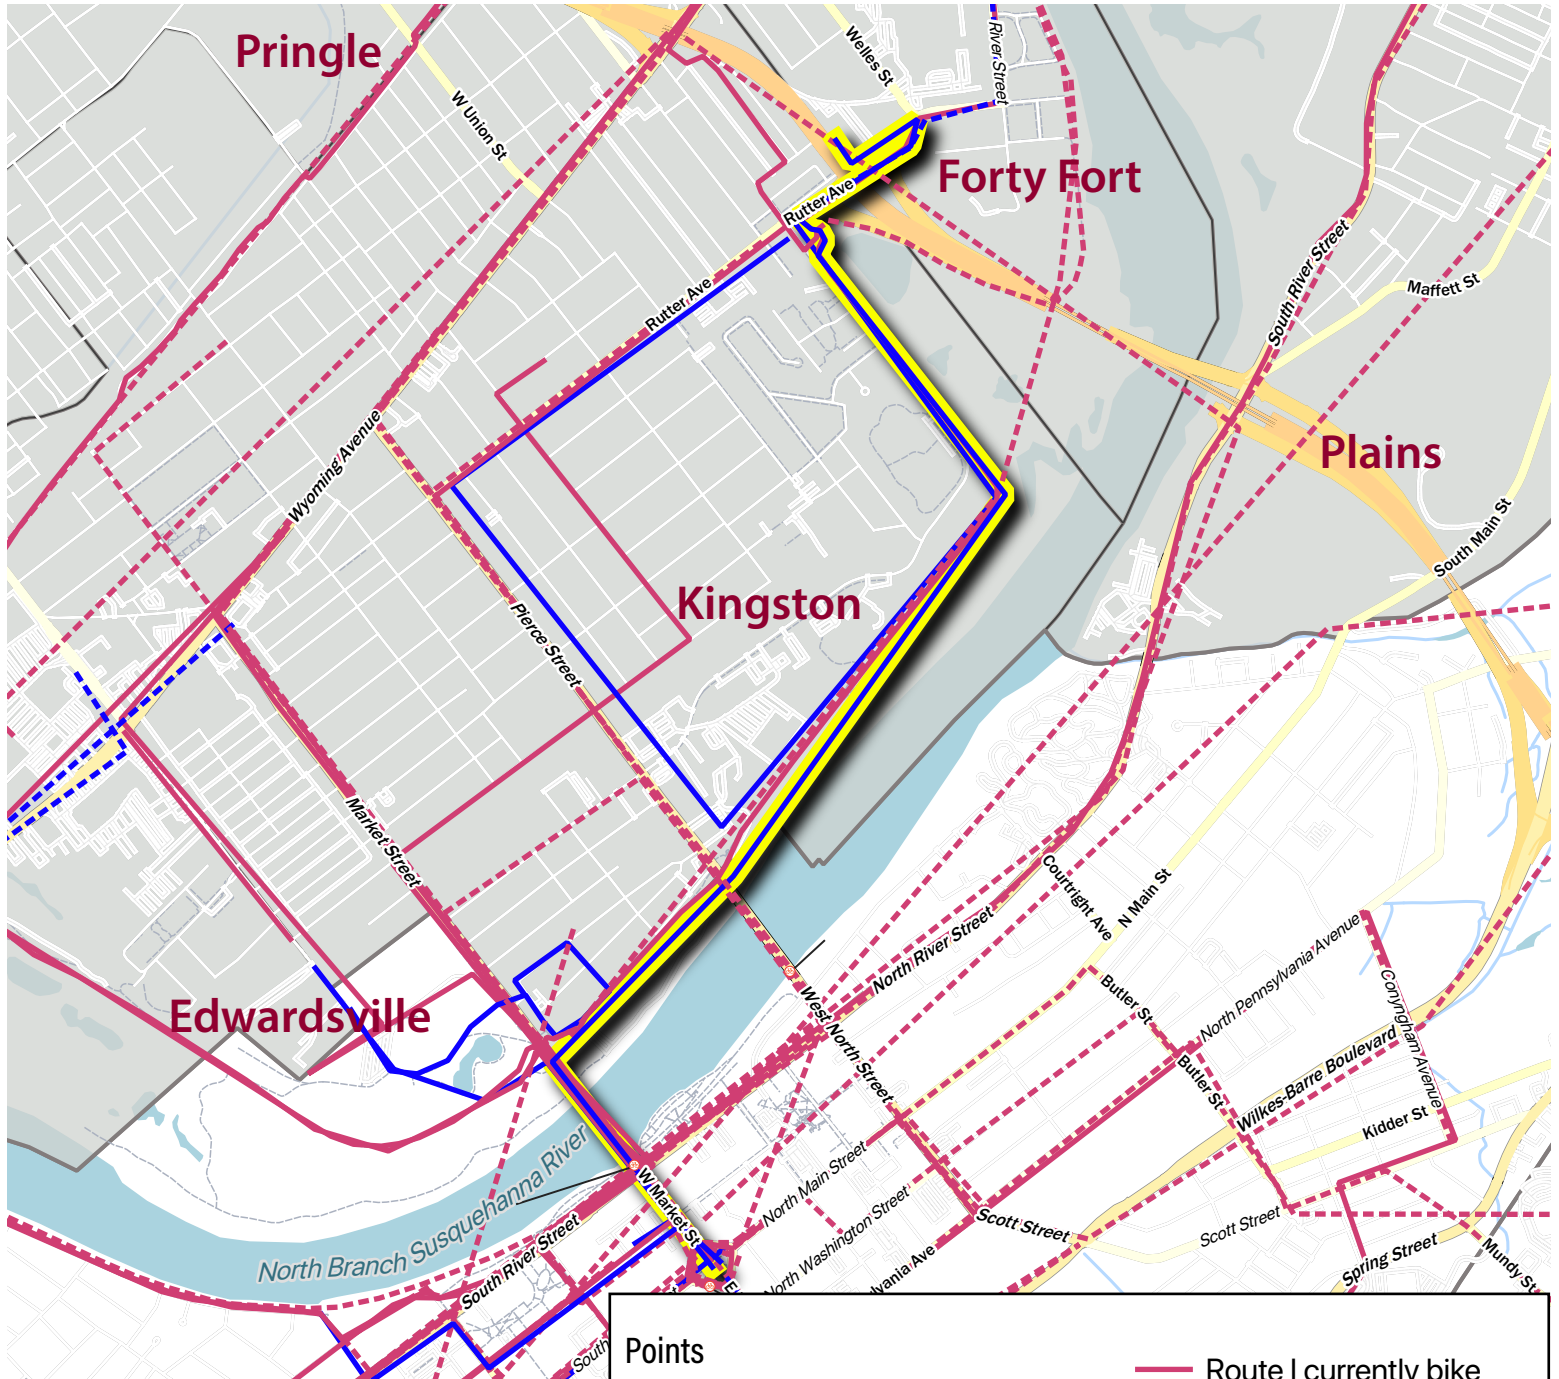 Pringle
W Union St
Welles St
River Street
Forty Fort
Rutter Ave
Rutter Ave
South River Street
Maffett St
Plains
Wyoming Avenue
South Main St
Kingston
Pierce Street
Market Street
Courtright Ave
N Main St
North River Street
Edwardsville
West North Street
Butler St
North Pennsylvania Avenue
Conyngham Avenue
Butler St
Wilkes-Barre Boulevard
Kidder St
North Branch Susquehanna River
W Market St
North Main Street
North Washington Street
Scott Street
Scott Street
South River Street
lvania Ave
Spring Street
Mundy St
South
Points
Route I currently bike